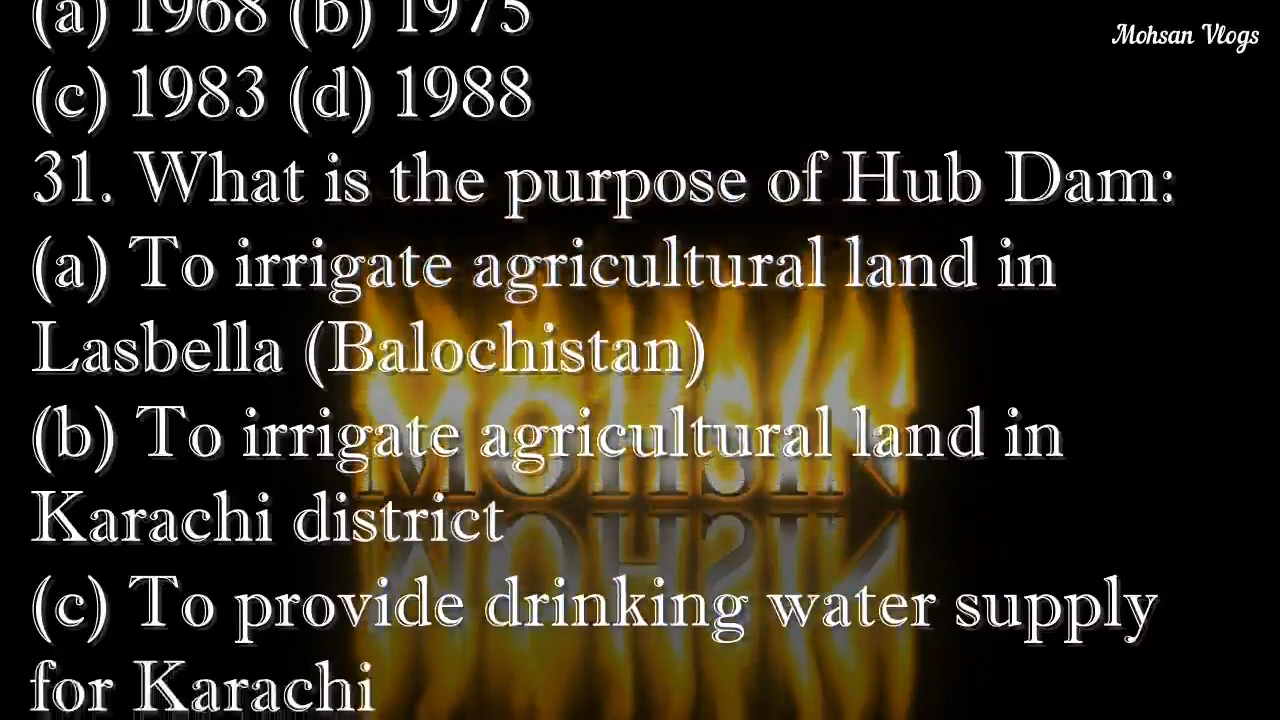 (a) 1968 (b) 1975
Mohsan Vlogs
(c) 1983 (d) 1988
31. What is the purpose of Hub Dam:
(a) To irrigate agricultural land in
Lasbella (Balochistan)
(b) To irrigate agricultural land in
MOHSIN
Karachi district
(c) To provide drinking water supply
for Karachi